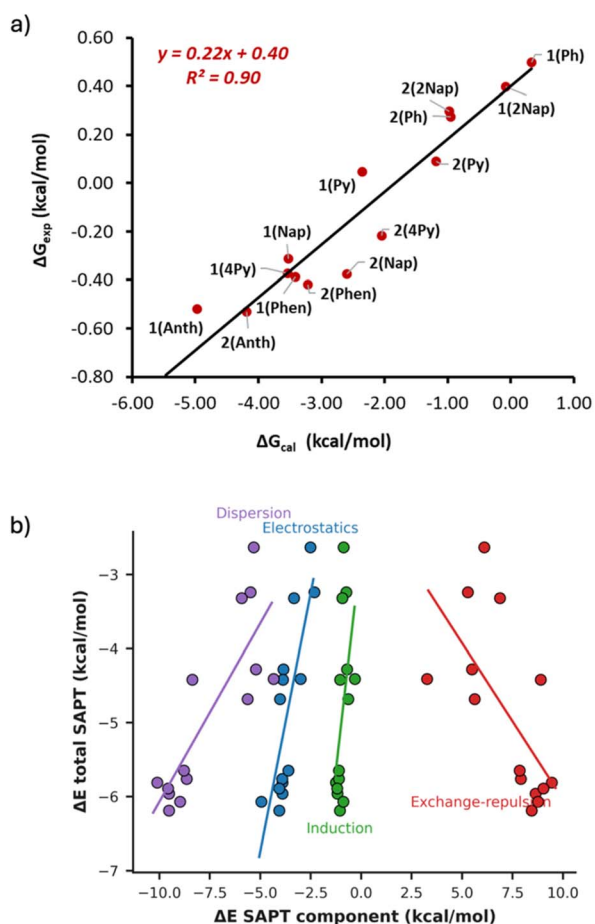 a)
y = 0.22x + 0.40
R² = 0.90
0.60
0.40
0.20
0.00
-0.20
-0.40
-0.60
-0.80
ΔGexp (kcal/mol)
1(Ph)
2(2Nap)
1(2Nap)
2(Ph)
2(Py)
1(Py)
2(4Py)
1(Nap)
1(4Py)
2(Nap)
1(Phen)
2(Phen)
1(Anth)
2(Anth)
-6.00 -5.00 -4.00 -3.00 -2.00 -1.00 0.00 1.00
ΔGcal (kcal/mol)
b)
Dispersion
Electrostatics
−3
−4
−5
−6
−7
ΔE total SAPT (kcal/mol)
Exchange-repulsion
Induction
−10.0 −7.5 −5.0 −2.5 0.0 2.5 5.0 7.5 10.0
ΔE SAPT component (kcal/mol)